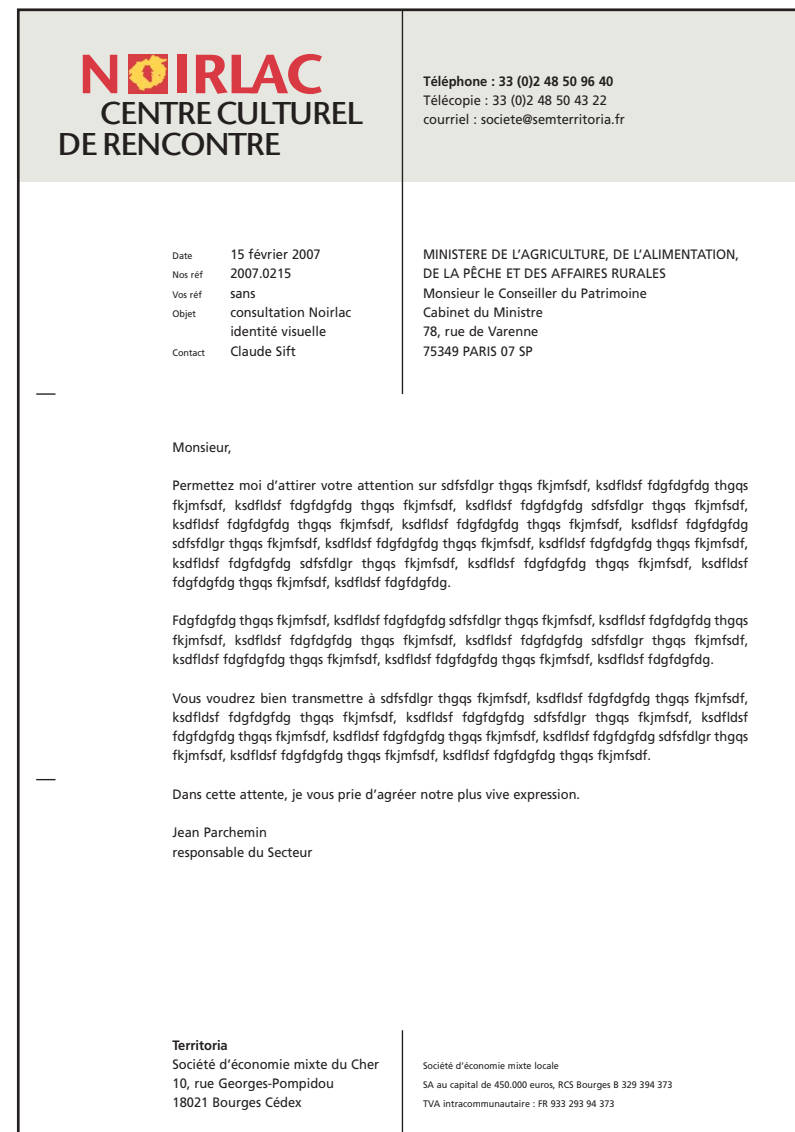 NOIRLAC
CENTRE CULTUREL
DE RENCONTRE
Téléphone : 33 (0)2 48 50 96 40
Télécopie : 33 (0)2 48 50 43 22
courriel : societe@semterritoria.fr
Date 15 février 2007
Nos réf 2007.0215
Vos réf sans
Objet consultation Noirlac
identité visuelle
Contact Claude Sift
MINISTERE DE L’AGRICULTURE, DE L’ALIMENTATION,
DE LA PÊCHE ET DES AFFAIRES RURALES
Monsieur le Conseiller du Patrimoine
Cabinet du Ministre
78, rue de Varenne
75349 PARIS 07 SP
Monsieur,
Permettez moi d’attirer votre attention sur sdfsfdlgr thgqs fkjmfsdf, ksdfldsf fdgfdgfdg thgqs
fkjmfsdf, ksdfldsf fdgfdgfdg thgqs fkjmfsdf, ksdfldsf fdgfdgfdg sdfsfdlgr thgqs fkjmfsdf,
ksdfldsf fdgfdgfdg thgqs fkjmfsdf, ksdfldsf fdgfdgfdg thgqs fkjmfsdf, ksdfldsf fdgfdgfdg
sdfsfdlgr thgqs fkjmfsdf, ksdfldsf fdgfdgfdg thgqs fkjmfsdf, ksdfldsf fdgfdgfdg thgqs fkjmfsdf,
ksdfldsf fdgfdgfdg sdfsfdlgr thgqs fkjmfsdf, ksdfldsf fdgfdgfdg thgqs fkjmfsdf, ksdfldsf
fdgfdgfdg thgqs fkjmfsdf, ksdfldsf fdgfdgfdg.
Fdgfdgfdg thgqs fkjmfsdf, ksdfldsf fdgfdgfdg sdfsfdlgr thgqs fkjmfsdf, ksdfldsf fdgfdgfdg thgqs
fkjmfsdf, ksdfldsf fdgfdgfdg thgqs fkjmfsdf, ksdfldsf fdgfdgfdg sdfsfdlgr thgqs fkjmfsdf,
ksdfldsf fdgfdgfdg thgqs fkjmfsdf, ksdfldsf fdgfdgfdg thgqs fkjmfsdf, ksdfldsf fdgfdgfdg.
Vous voudrez bien transmettre à sdfsfdlgr thgqs fkjmfsdf, ksdfldsf fdgfdgfdg thgqs fkjmfsdf,
ksdfldsf fdgfdgfdg thgqs fkjmfsdf, ksdfldsf fdgfdgfdg sdfsfdlgr thgqs fkjmfsdf, ksdfldsf
fdgfdgfdg thgqs fkjmfsdf, ksdfldsf fdgfdgfdg thgqs fkjmfsdf, ksdfldsf fdgfdgfdg sdfsfdlgr thgqs
fkjmfsdf, ksdfldsf fdgfdgfdg thgqs fkjmfsdf, ksdfldsf fdgfdgfdg thgqs fkjmfsdf.
Dans cette attente, je vous prie d’agréer notre plus vive expression.
Jean Parchemin
responsable du Secteur
Territoria
Société d’économie mixte du Cher
10, rue Georges-Pompidou
18021 Bourges Cédex
Société d’économie mixte locale
SA au capital de 450.000 euros, RCS Bourges B 329 394 373
TVA intracommunautaire : FR 933 293 94 373